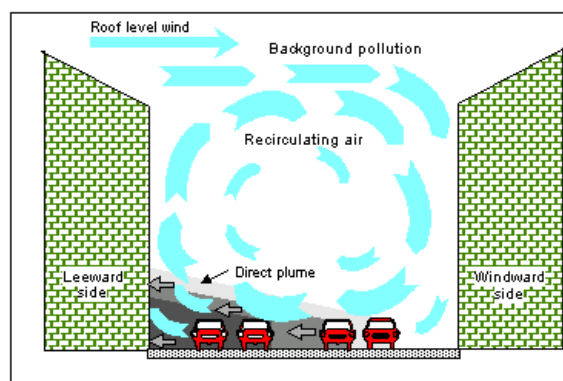 Roof level wind
Background pollution
Recirculating air
Direct plume
Leeward
side
Windward
side